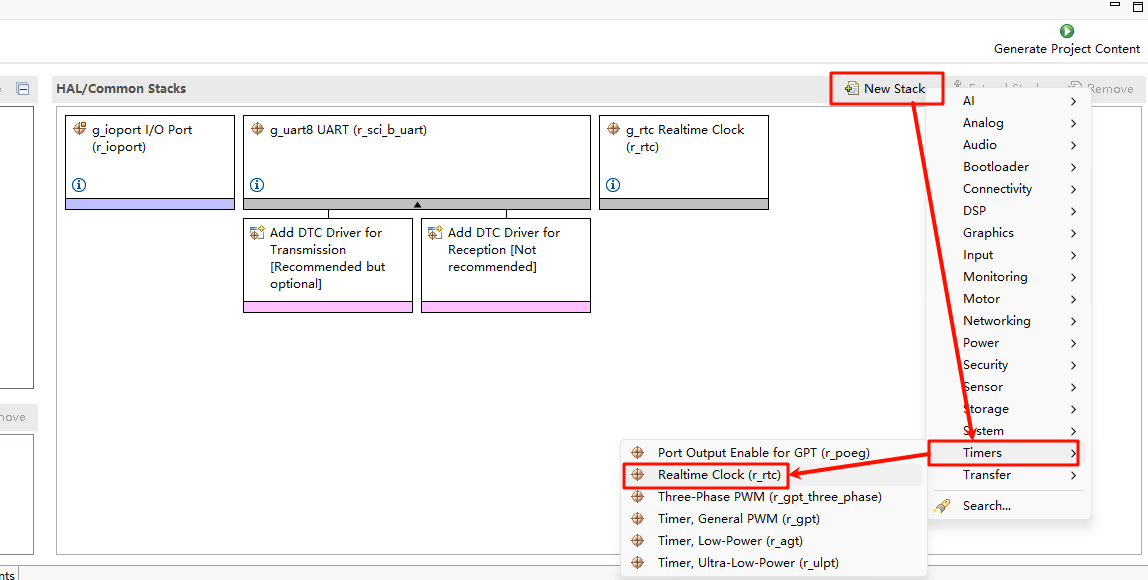 Generate Project Content
HAL/Common Stacks
New Stack
Remove
g_ioport I/O Port
(r_ioport)
g_uart8 UART (r_sci_b_uart)
g_rtc Realtime Clock
(r_rtc)
Add DTC Driver for
Transmission
[Recommended but
optional]
Add DTC Driver for
Reception [Not
recommended]
AI
Analog
Audio
Bootloader
Connectivity
DSP
Graphics
Input
Monitoring
Motor
Networking
Power
Security
Sensor
Storage
System
Timers
Transfer
Search...
Port Output Enable for GPT (r_poeg)
Realtime Clock (r_rtc)
Three-Phase PWM (r_gpt_three_phase)
Timer, General PWM (r_gpt)
Timer, Low-Power (r_agt)
Timer, Ultra-Low-Power (r_ulpt)